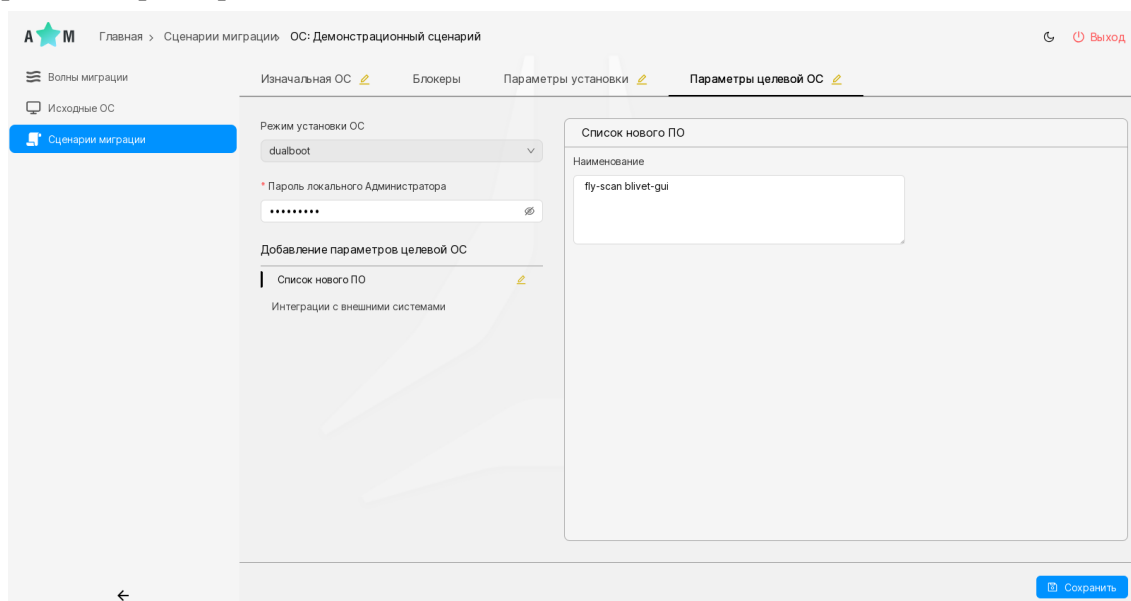 А М Главная > Сценарии миграции > ОС: Демонстрационный сценарий Выход
Волны миграции
Исходные ОС
Сценарии миграции
Изначальная ОС Блокеры Параметры установки Параметры целевой ОС
Режим установки ОС
dualboot
* Пароль локального Администратора
•••••••••
Добавление параметров целевой ОС
Список нового ПО
Интеграции с внешними системами
Список нового ПО
Наименование
fly-scan blivet-gui
Сохранить